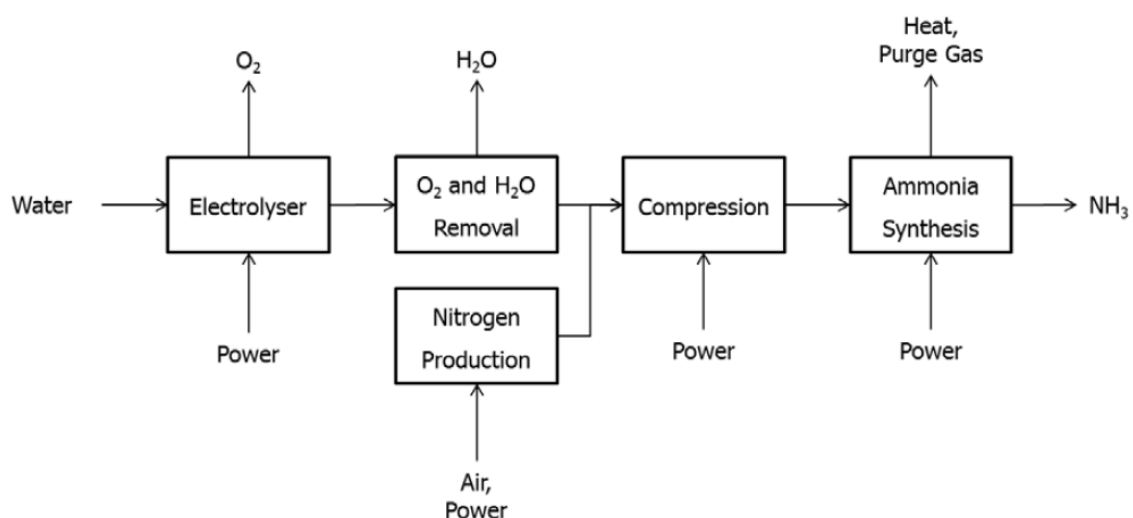 Heat,
Purge Gas
O₂
H₂O
Water
Electrolyser
O₂ and H₂O
Removal
Compression
Ammonia
Synthesis
NH₃
Nitrogen
Production
Power
Power
Power
Air,
Power